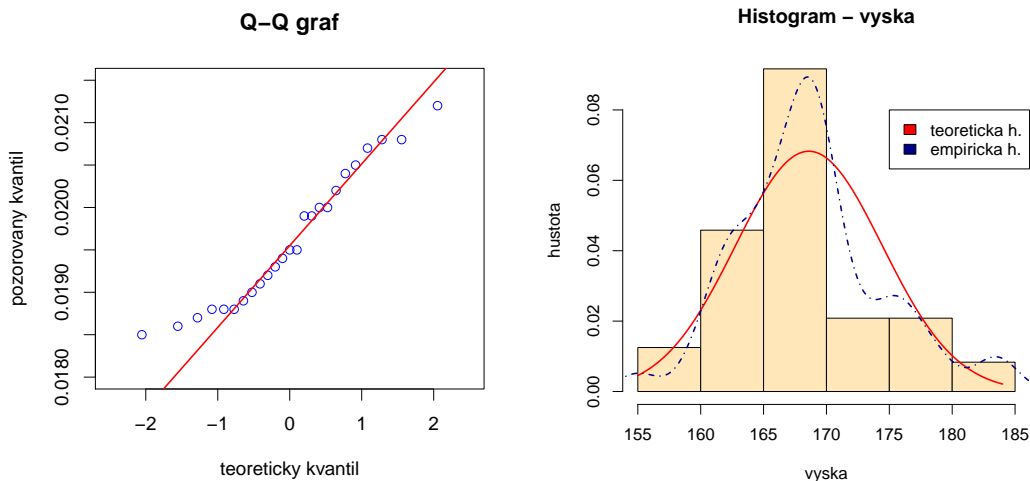 Q−Q graf
pozorovany kvantil
0.0180
0.0190
0.0200
0.0210
−2
−1
0
1
2
teoreticky kvantil
Histogram − vyska
hustota
0.00
0.02
0.04
0.06
0.08
teoreticka h.
empiricka h.
155
160
165
170
175
180
185
vyska